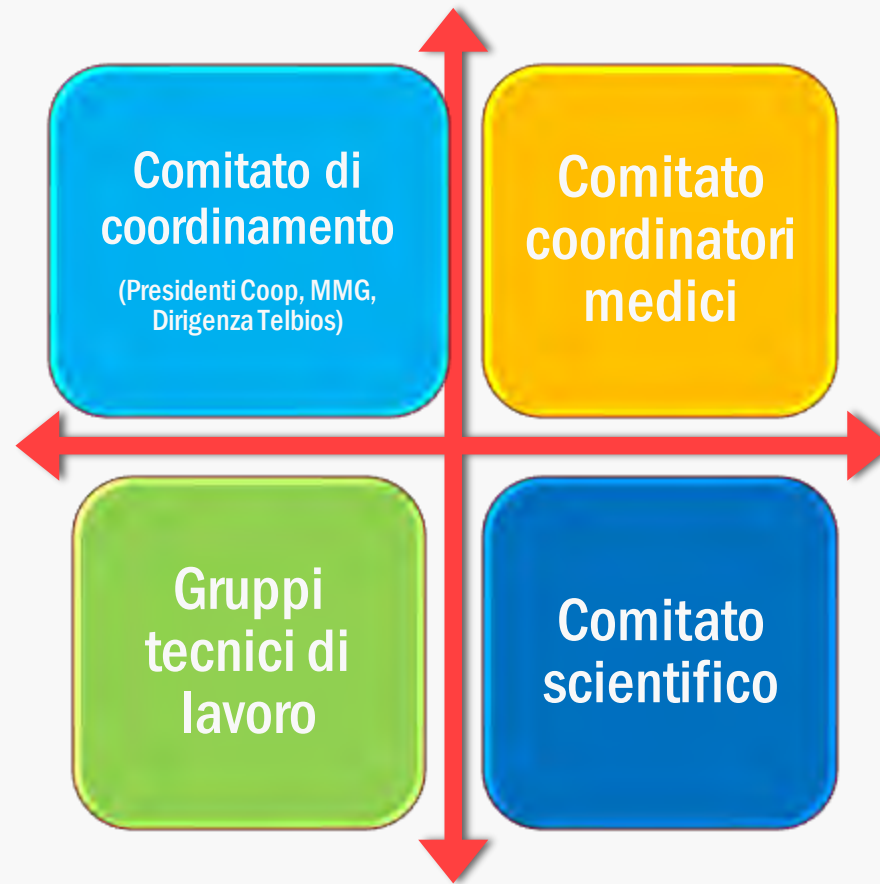 Comitato di
coordinamento
(Presidenti Coop, MMG,
Dirigenza Telbios)
Comitato
coordinatori
medici
Gruppi
tecnici di
lavoro
Comitato
scientifico